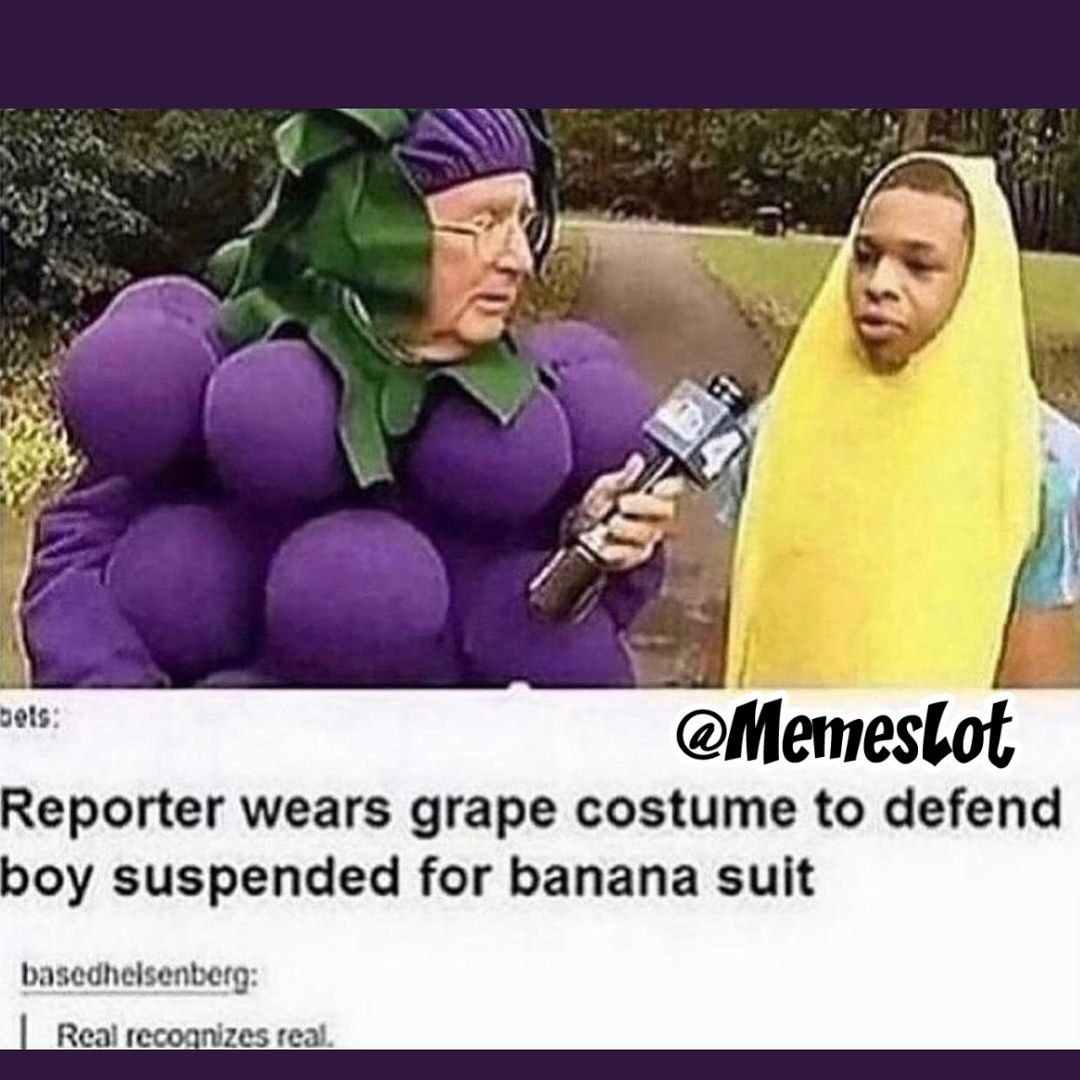 bets:
@MemesLot
Reporter wears grape costume to defend
boy suspended for banana suit
basedheisenberg:
Real recognizes real.